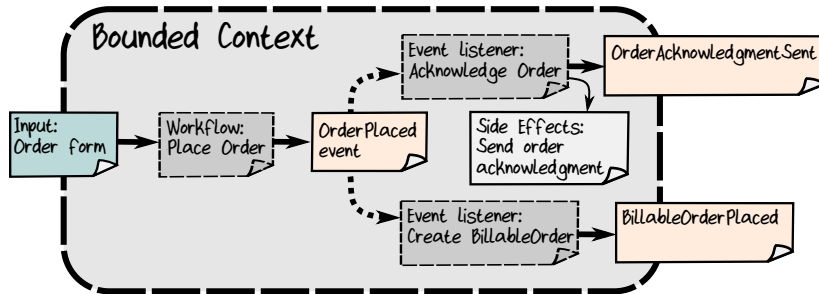 Bounded Context
Input:
Order form
Workflow:
Place Order
OrderPlaced
event
Event listener:
Acknowledge Order
OrderAcknowledgmentSent
Side Effects:
Send order
acknowledgment
Event listener:
Create BillableOrder
BillableOrderPlaced